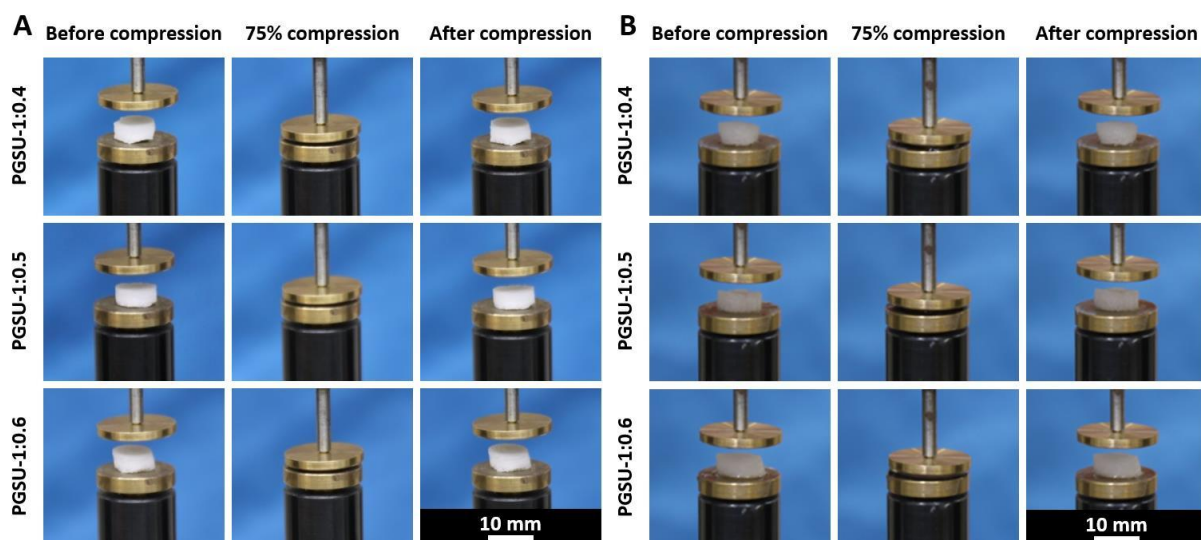 A Before compression 75% compression After compression
B Before compression 75% compression After compression
PGSU-1:0.4
PGSU-1:0.4
PGSU-1:0.5
PGSU-1:0.5
PGSU-1:0.6
PGSU-1:0.6
10 mm
10 mm